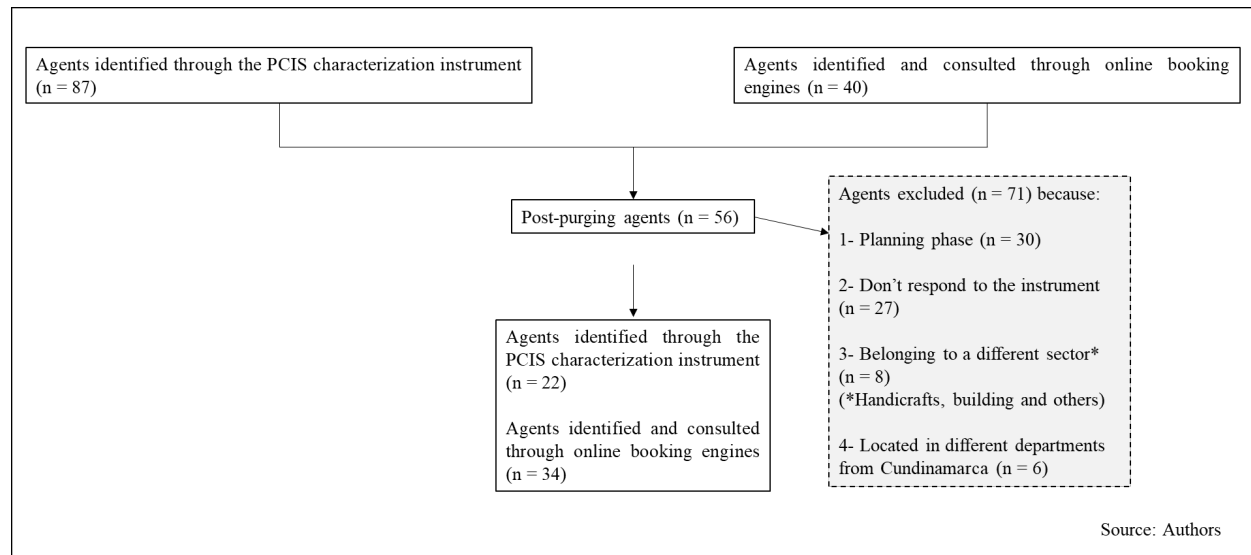 Agents identified through the PCIS characterization instrument
(n = 87)
Agents identified and consulted through online booking
engines (n = 40)
Post-purging agents (n = 56)
Agents excluded (n = 71) because:
1- Planning phase (n = 30)
2- Don’t respond to the instrument
(n = 27)
3- Belonging to a different sector*
(n = 8)
(*Handicrafts, building and others)
4- Located in different departments
from Cundinamarca (n = 6)
Agents identified through the
PCIS characterization instrument
(n = 22)
Agents identified and consulted
through online booking engines
(n = 34)
Source: Authors